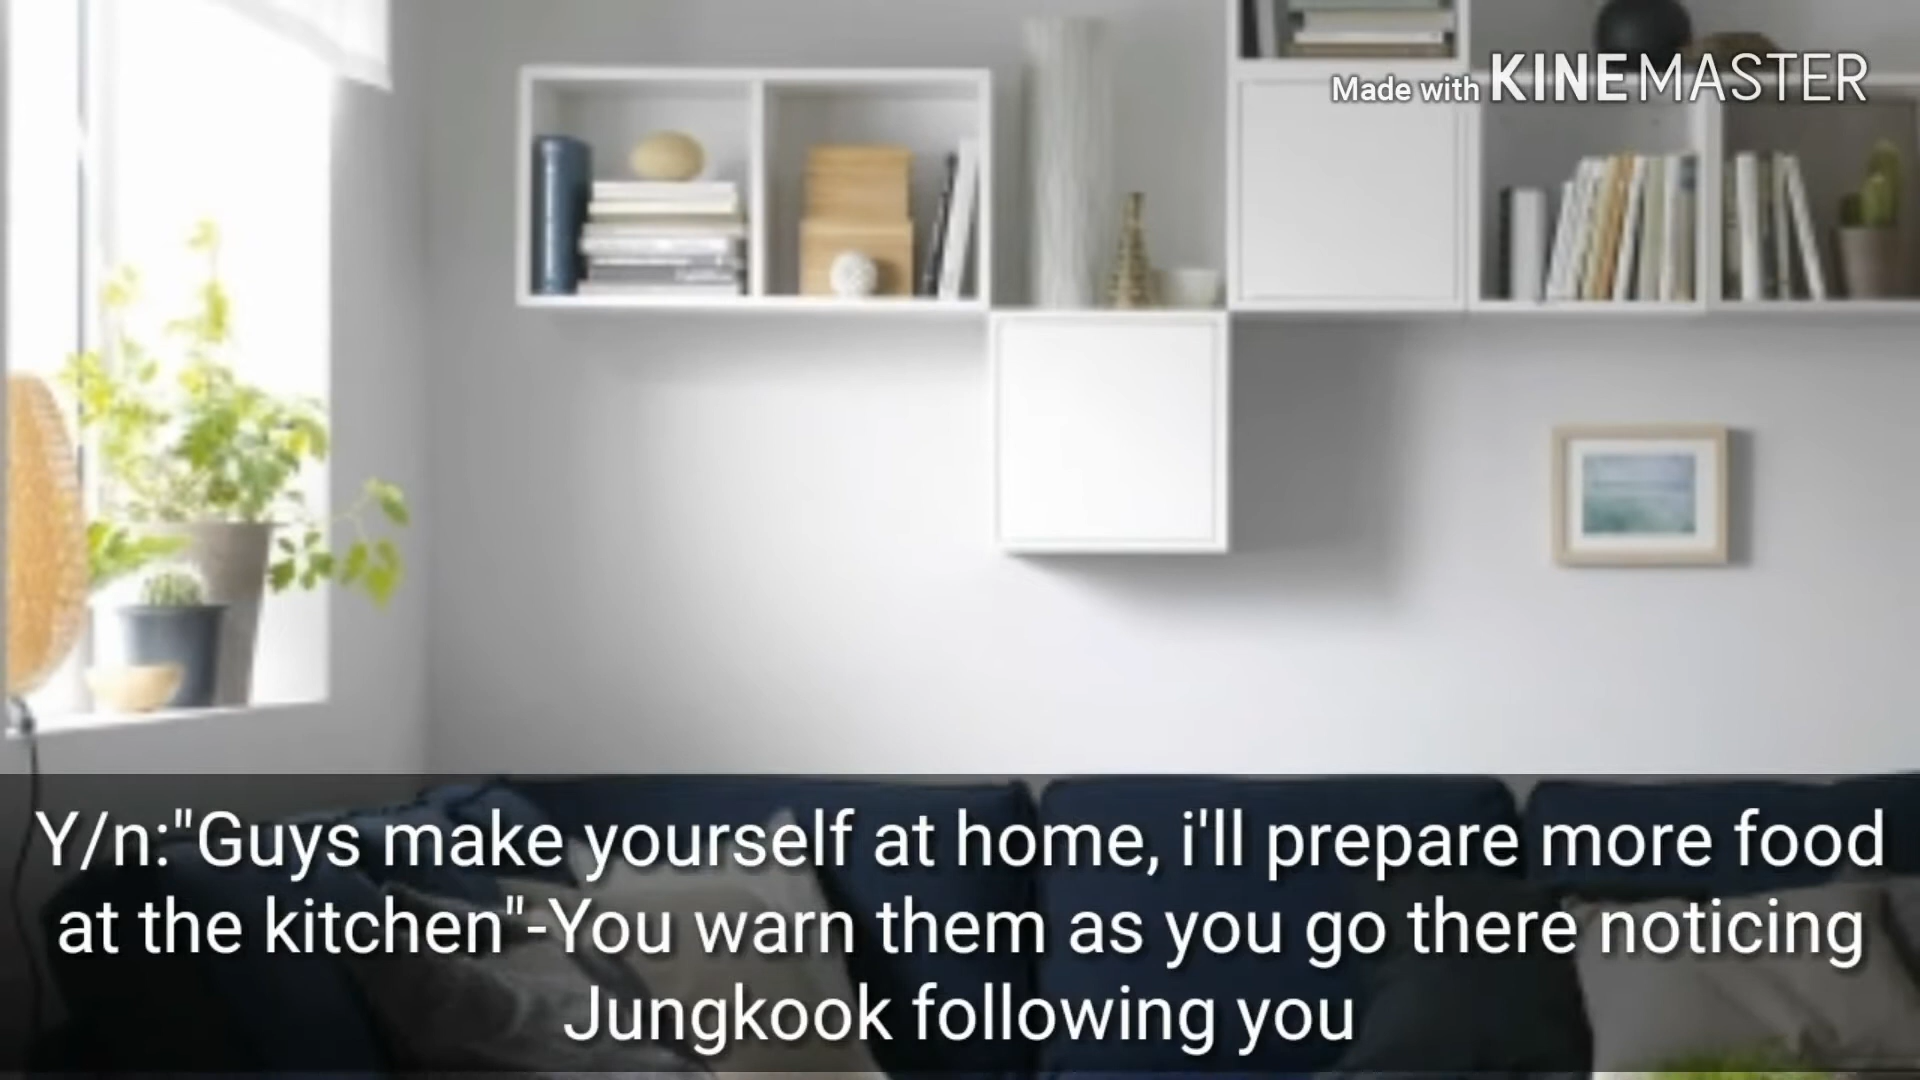 Made with KINEMASTER
Y/n:"Guys make yourself at home, i'll prepare more food
at the kitchen"-You warn them as you go there noticing
Jungkook following you